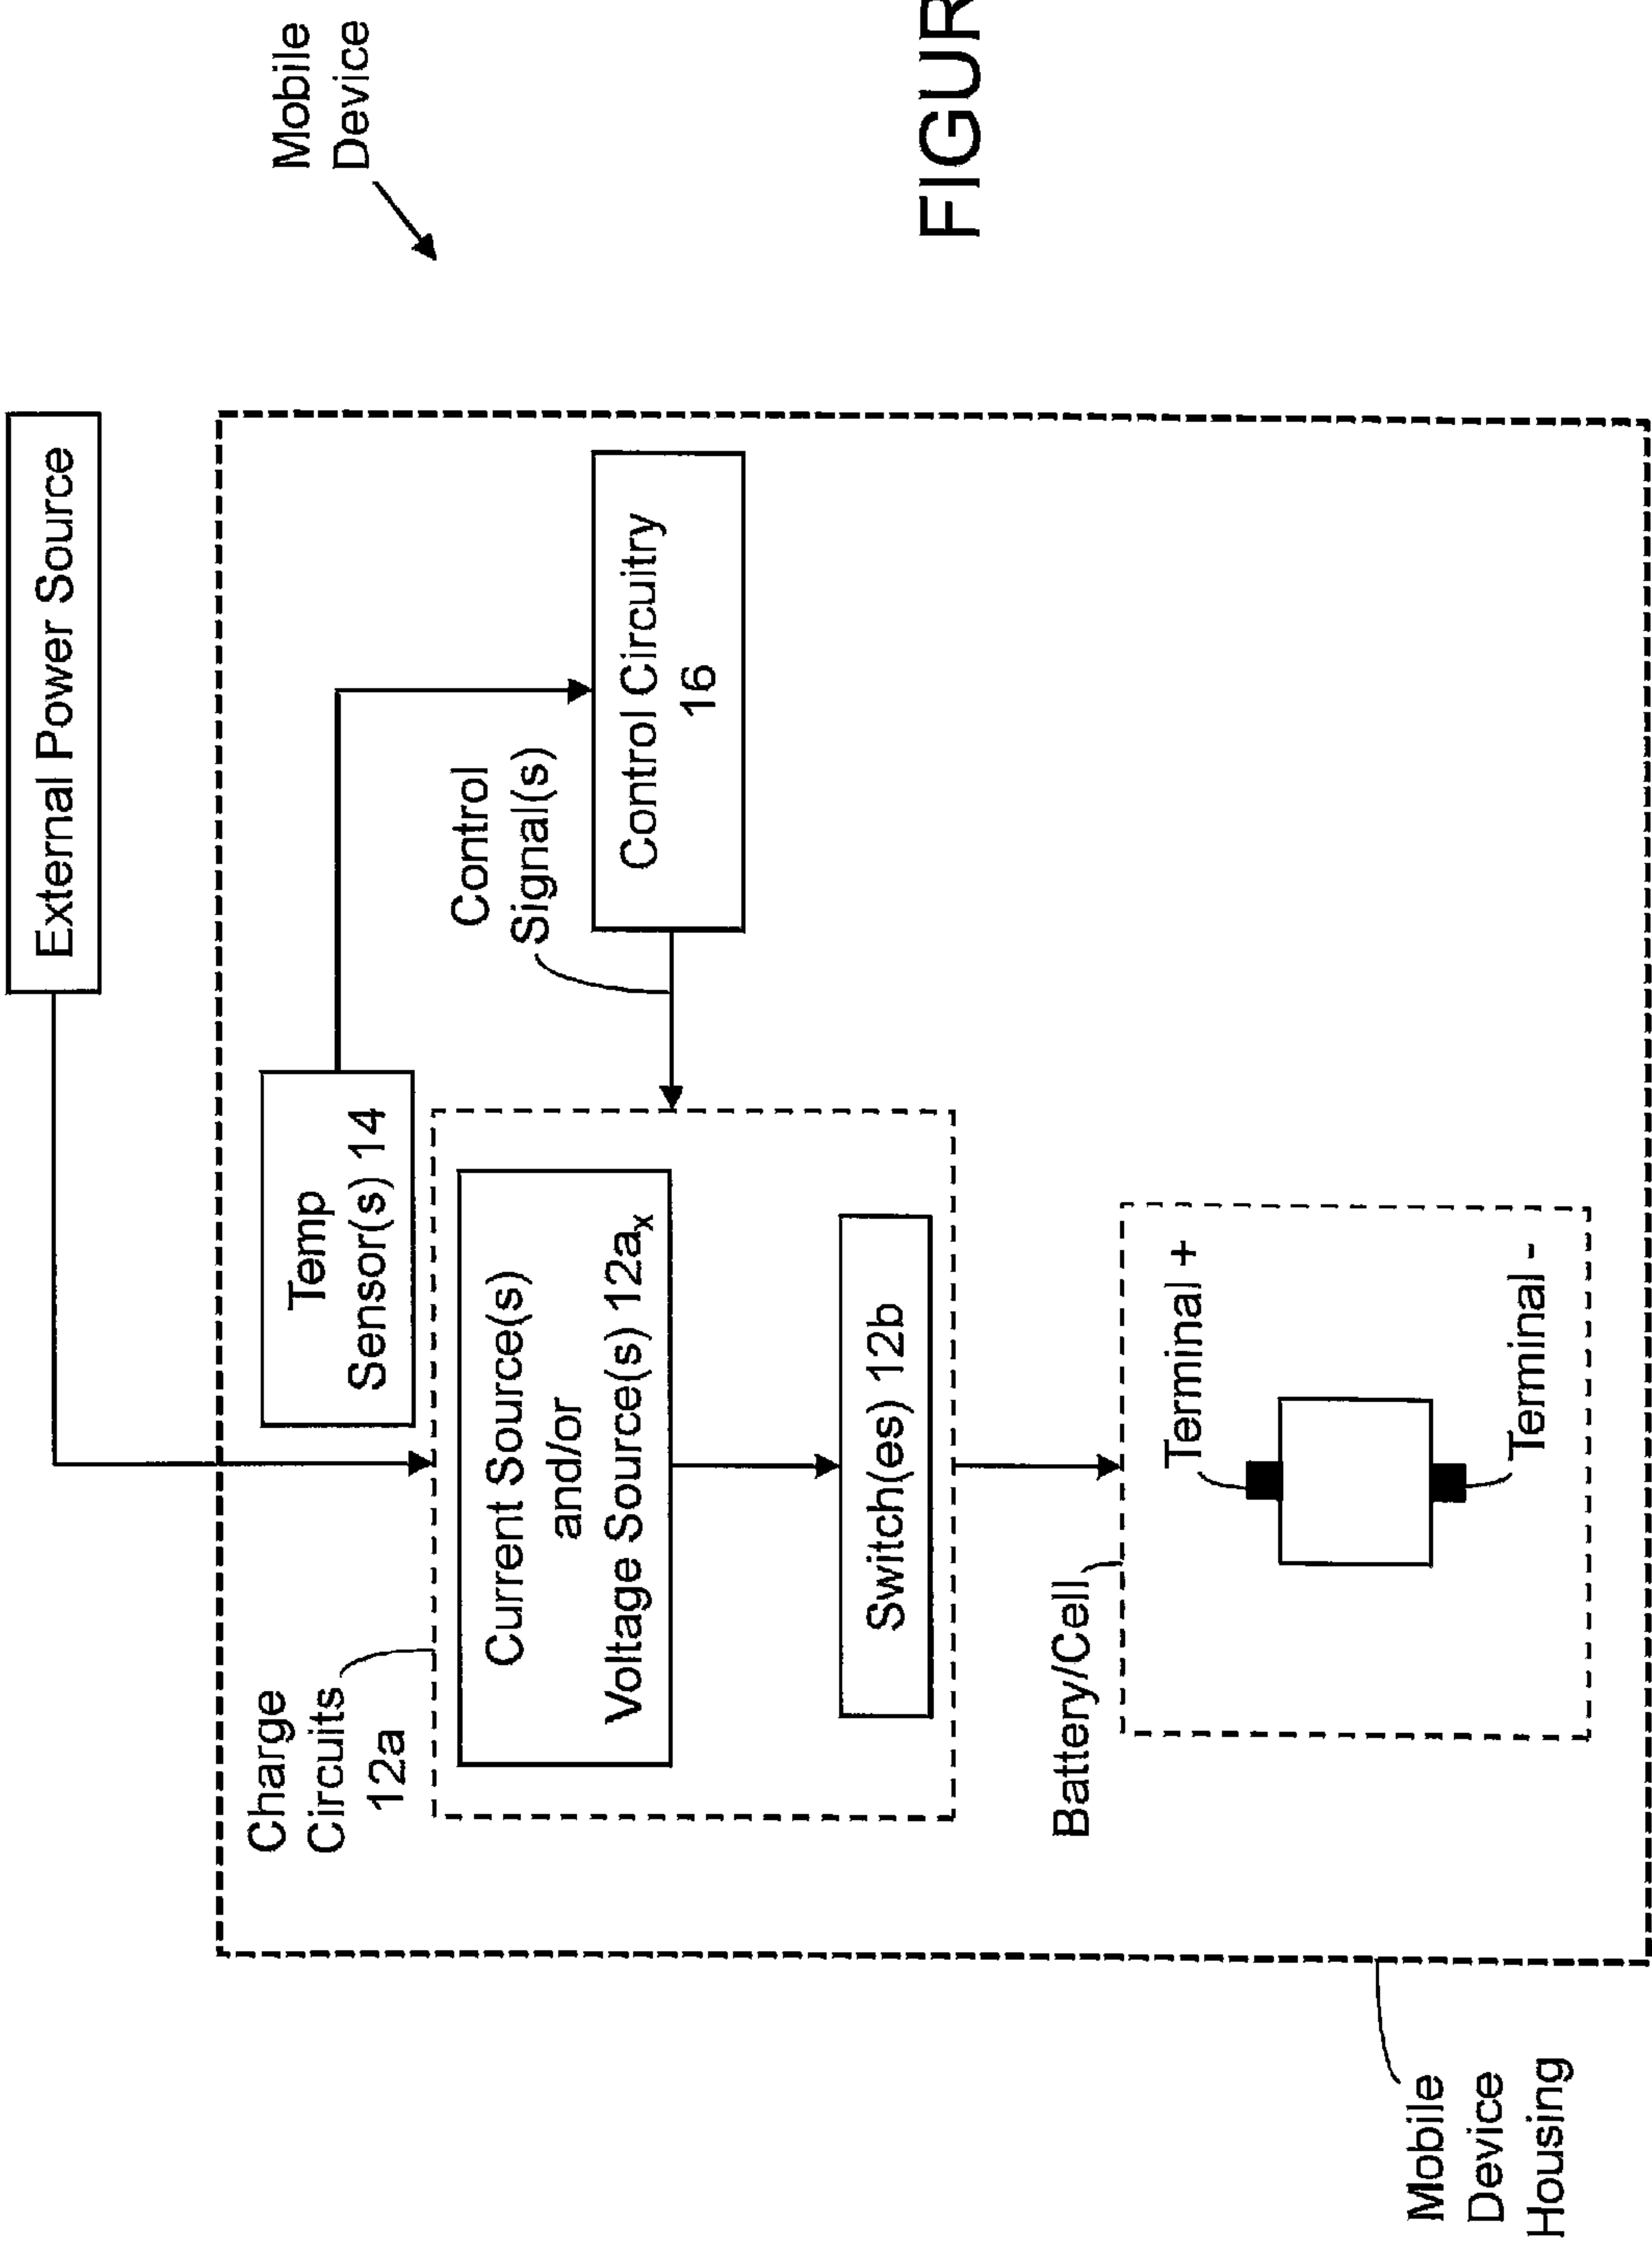 External Power Source
Mobile
Device
Temp
Sensor(s) 14
Charge
Circuits
12a
Control
Signal(s)
Control Circuitry
16
Current Source(s)
and/or
Voltage Source(s) 12aₓ
Switch(es) 12b
Battery/Cell
Terminal +
Terminal -
Mobile
Device
Housing